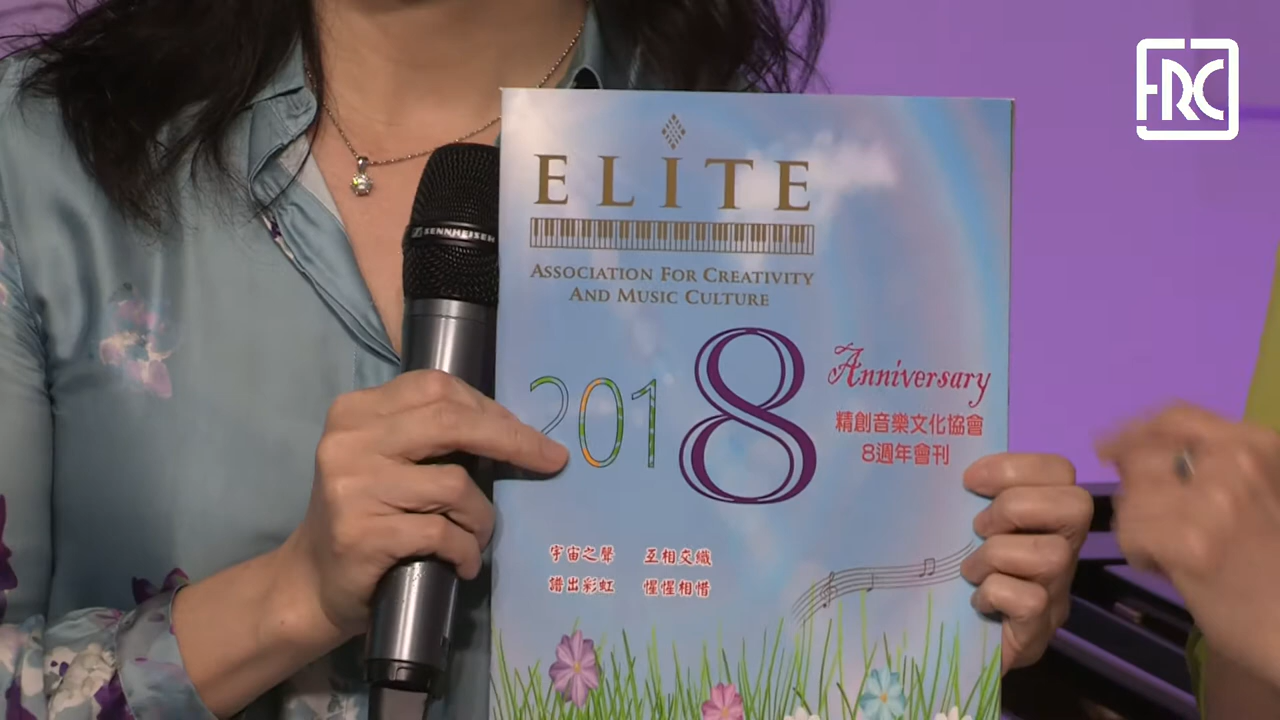 FRC
ELITE
SENNHEISER
ASSOCIATION FOR CREATIVITY
AND MUSIC CULTURE
2018
Anniversary
精創音樂文化協會
8週年會刊
宇宙之聲 互相交織
譜出彩虹 惺惺相惜